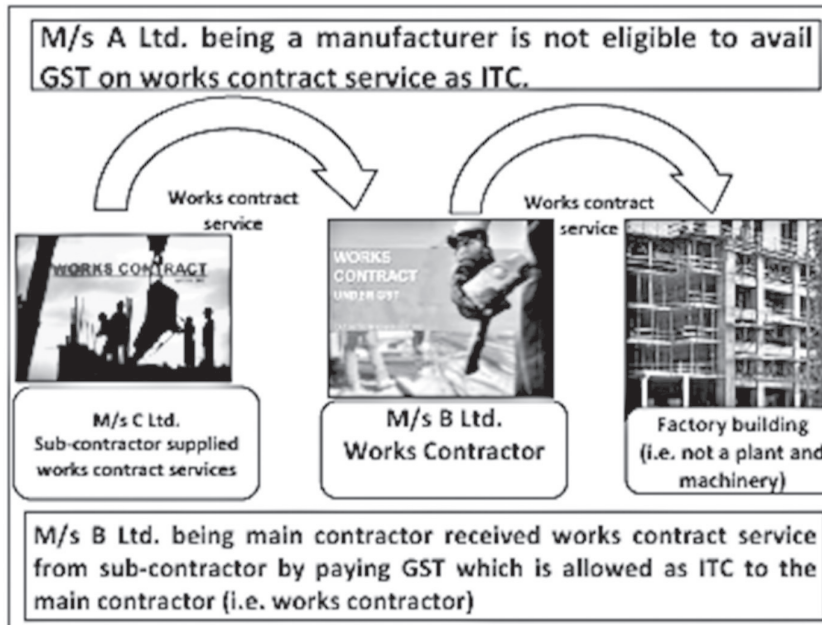 M/s A Ltd. being a manufacturer is not eligible to avail
GST on works contract service as ITC.
Works contract
service
Works contract
service
WORKS CONTRACT
WORKS
CONTRACT
UNDER GST
M/s C Ltd.
Sub-contractor supplied
works contract services
M/s B Ltd.
Works Contractor
Factory building
(i.e. not a plant and
machinery)
M/s B Ltd. being main contractor received works contract service
from sub-contractor by paying GST which is allowed as ITC to the
main contractor (i.e. works contractor)